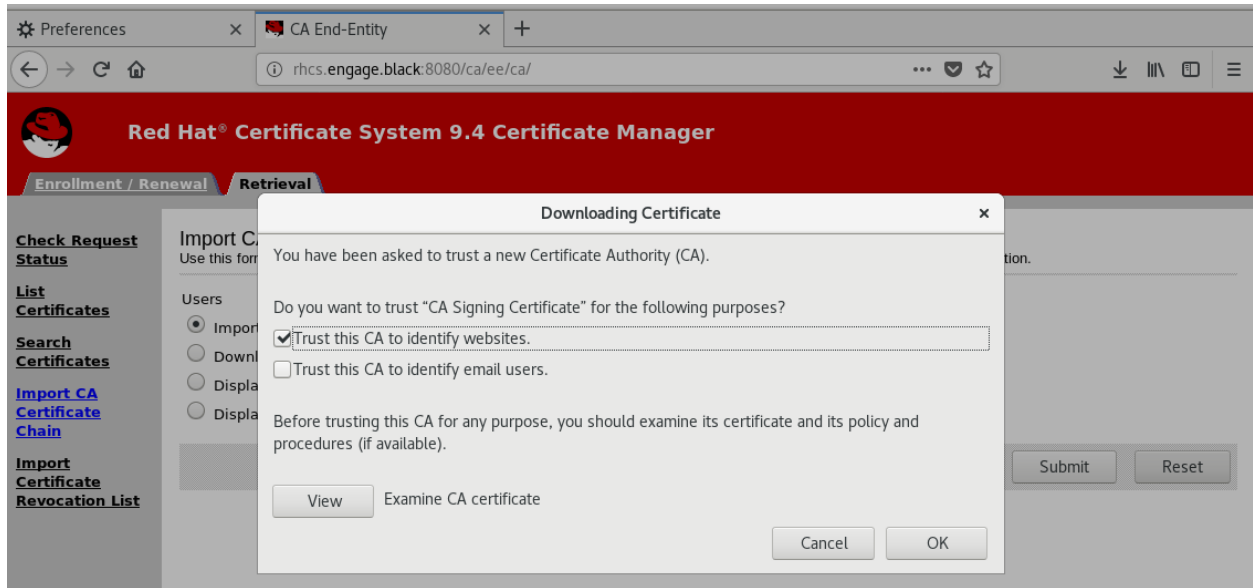 Preferences
CA End-Entity
rhcs.engage.black:8080/ca/ee/ca/
Red Hat® Certificate System 9.4 Certificate Manager
Enrollment / Renewal
Retrieval
Check Request
Status
List
Certificates
Search
Certificates
Import CA
Certificate
Chain
Import
Certificate
Revocation List
Import C
Use this for
tion.
Users
Import
Downl
Displa
Displa
Submit
Reset
Downloading Certificate
You have been asked to trust a new Certificate Authority (CA).
Do you want to trust “CA Signing Certificate” for the following purposes?
Trust this CA to identify websites.
Trust this CA to identify email users.
Before trusting this CA for any purpose, you should examine its certificate and its policy and
procedures (if available).
View
Examine CA certificate
Cancel
OK